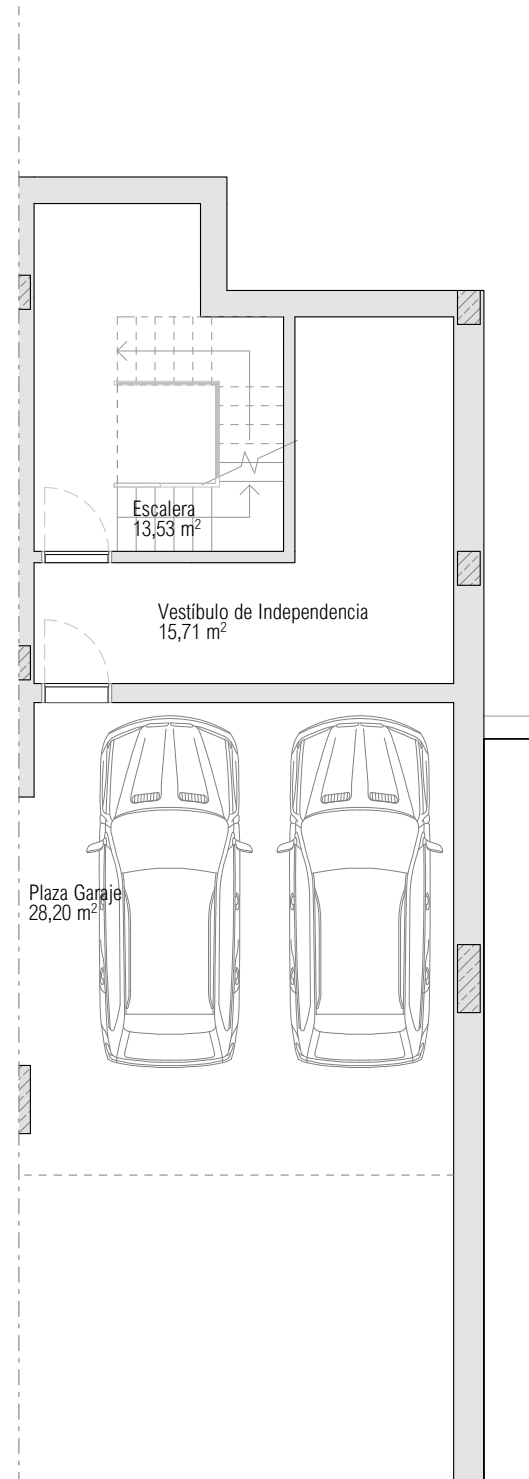 Escalera
13,53 m²
Vestíbulo de Independencia
15,71 m²
Plaza Garaje
28,20 m²